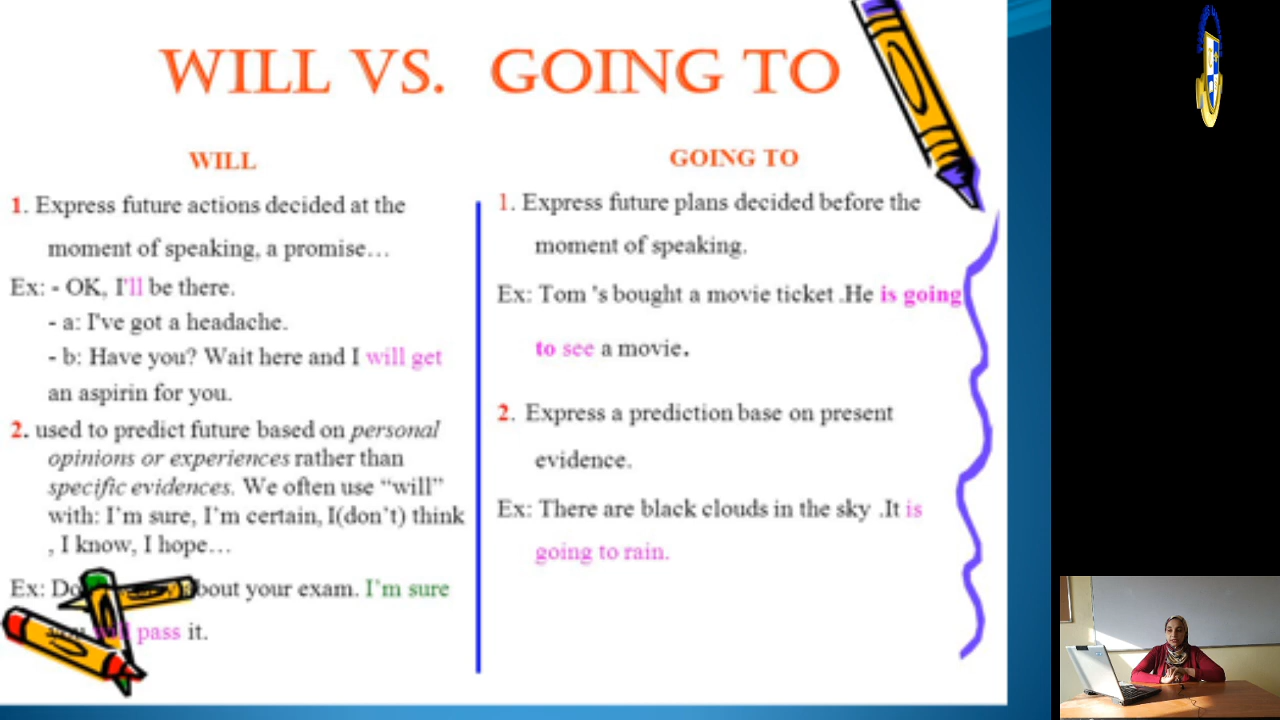 WILL VS. GOING TO
WILL
1. Express future actions decided at the
moment of speaking, a promise…
Ex: - OK, I'll be there.
- a: I've got a headache.
- b: Have you? Wait here and I will get
an aspirin for you.
2. used to predict future based on personal
opinions or experiences rather than
specific evidences. We often use “will”
with: I’m sure, I’m certain, I(don’t) think
, I know, I hope…
Ex: about your exam. I’m sure
pass it.
GOING TO
1. Express future plans decided before the
moment of speaking.
Ex: Tom 's bought a movie ticket .He is going
to see a movie.
2. Express a prediction base on present
evidence.
Ex: There are black clouds in the sky .It is
going to rain.